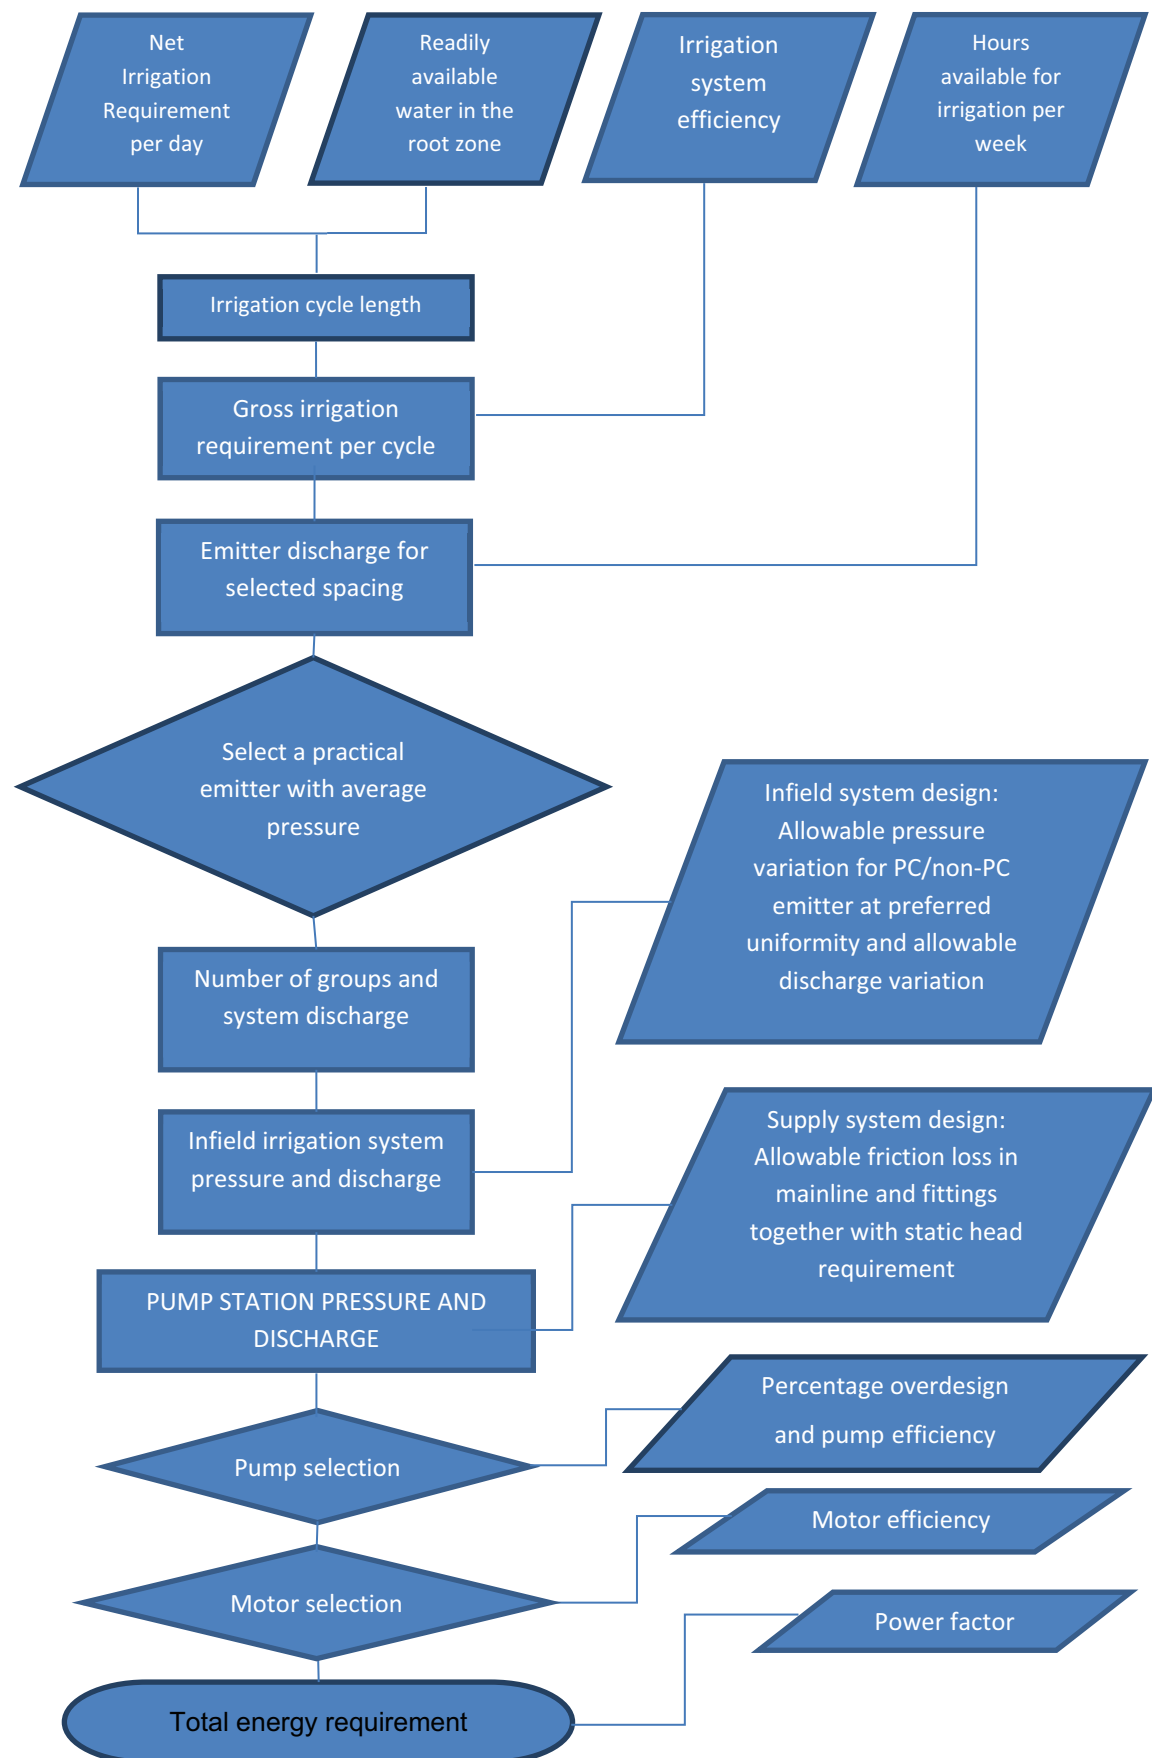 Net
Irrigation
Requirement
per day
Readily
available
water in the
root zone
Irrigation
system
efficiency
Hours
available for
irrigation per
week
Irrigation cycle length
Gross irrigation
requirement per cycle
Emitter discharge for
selected spacing
Select a practical
emitter with average
pressure
Infield system design:
Allowable pressure
variation for PC/non-PC
emitter at preferred
uniformity and allowable
discharge variation
Number of groups and
system discharge
Infield irrigation system
pressure and discharge
Supply system design:
Allowable friction loss in
mainline and fittings
together with static head
requirement
PUMP STATION PRESSURE AND
DISCHARGE
Percentage overdesign
and pump efficiency
Pump selection
Motor efficiency
Motor selection
Power factor
Total energy requirement